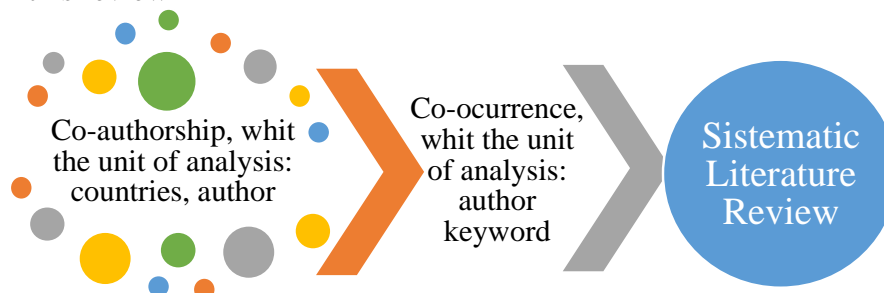 Co-authorship, whit
the unit of analysis:
countries, author
Co-ocurrence,
whit the unit
of analysis:
author
keyword
Sistematic
Literature
Review